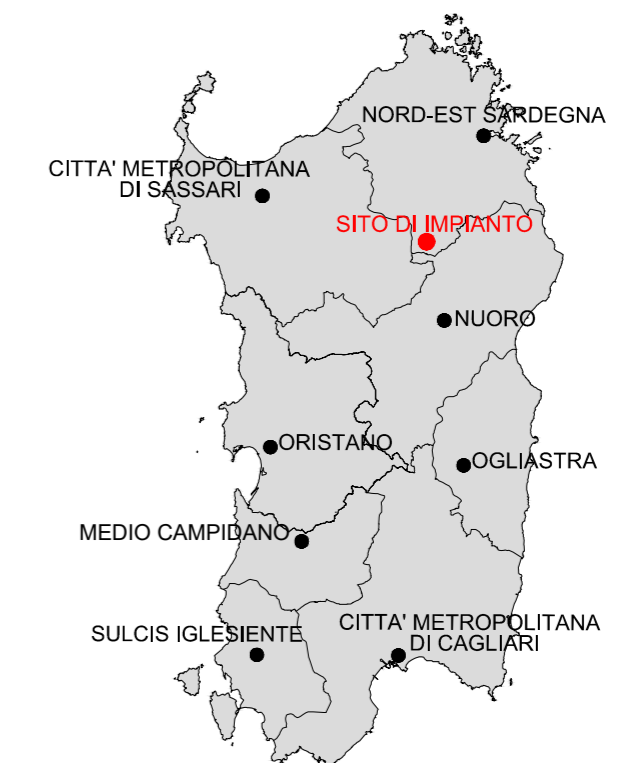 NORD-EST SARDEGNA
CITTA' METROPOLITANA
DI SASSARI
SITO DI IMPIANTO
NUORO
ORISTANO
OGLIASTRA
MEDIO CAMPIDANO
SULCIS IGLESIENTE
CITTA' METROPOLITANA
DI CAGLIARI